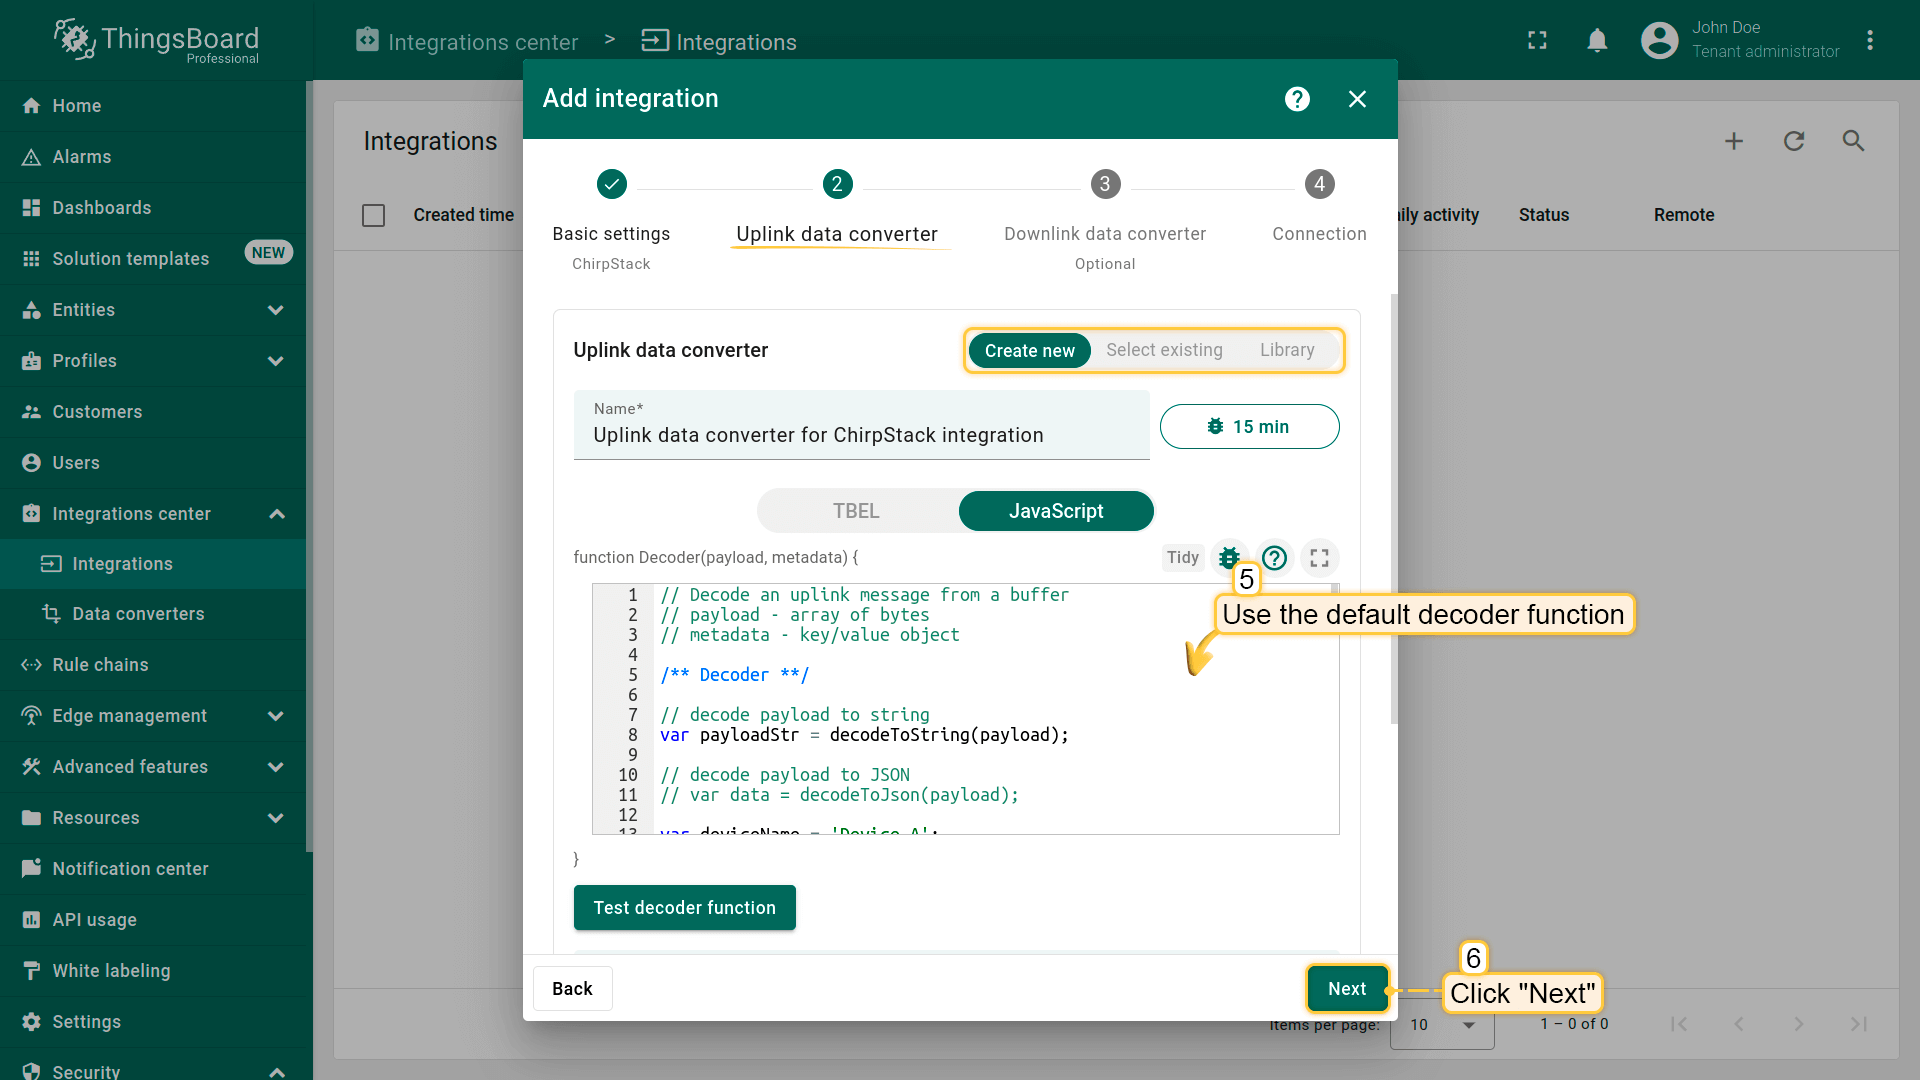 ThingsBoard
Professional
Integrations center > Integrations
John Doe
Tenant administrator
Home
Alarms
Dashboards
Solution templates NEW
Entities
Profiles
Customers
Users
Integrations center
Integrations
Data converters
Rule chains
Edge management
Advanced features
Resources
Notification center
API usage
White labeling
Settings
Security
Integrations
Created time
ily activity Status Remote
Items per page: 10 1 – 0 of 0
Add integration
2 3 4
Basic settings Uplink data converter Downlink data converter Connection
ChirpStack Optional
Uplink data converter Create new Select existing Library
Name*
Uplink data converter for ChirpStack integration 15 min
TBEL JavaScript
function Decoder(payload, metadata) { Tidy
1 // Decode an uplink message from a buffer
2 // payload - array of bytes
3 // metadata - key/value object
4
5 /** Decoder **/
6
7 // decode payload to string
8 var payloadStr = decodeToString(payload);
9
10 // decode payload to JSON
11 // var data = decodeToJson(payload);
12
13 var deviceName = 'Device A';
}
Test decoder function
Back Next
5
Use the default decoder function
6
Click "Next"